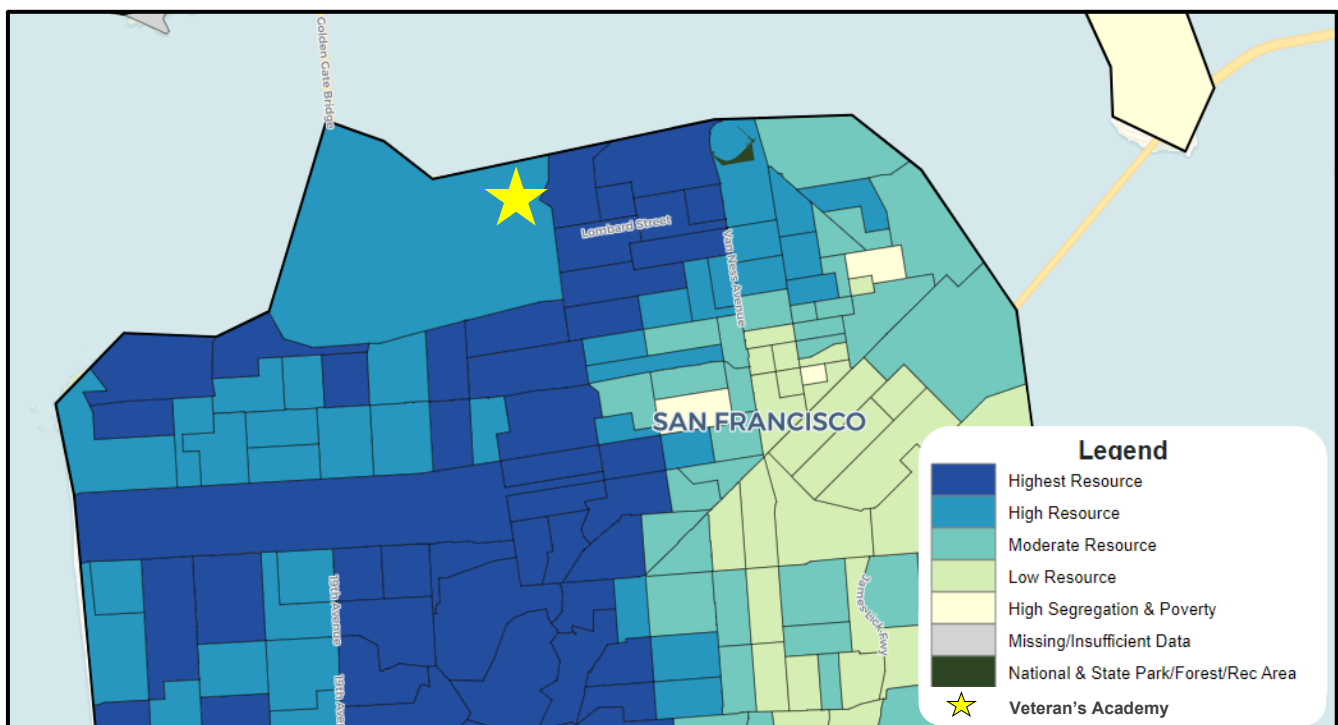 Golden Gate Bridge
Lombard Street
Van Ness Avenue
SAN FRANCISCO
19th Avenue
19th Ave
James Lick Fwy
Legend
Highest Resource
High Resource
Moderate Resource
Low Resource
High Segregation & Poverty
Missing/Insufficient Data
National & State Park/Forest/Rec Area
Veteran's Academy